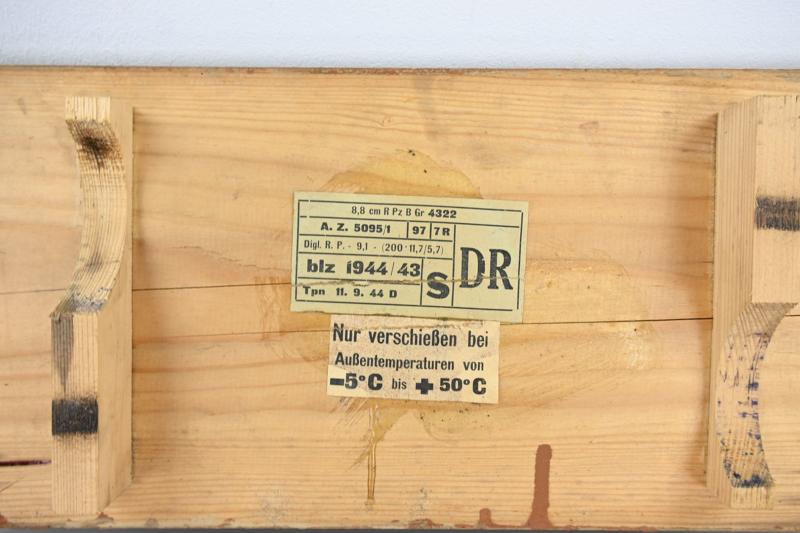 8,8 cm R Pz B Gr 4322
A. Z. 5095/1 97 7 R
Digl. R. P. - 9,1 - (200·11,7/5,7)
blz 1944/43 S DR
Tpn 11. 9. 44 D
Nur verschießen bei
Außentemperaturen von
-5°C bis +50°C